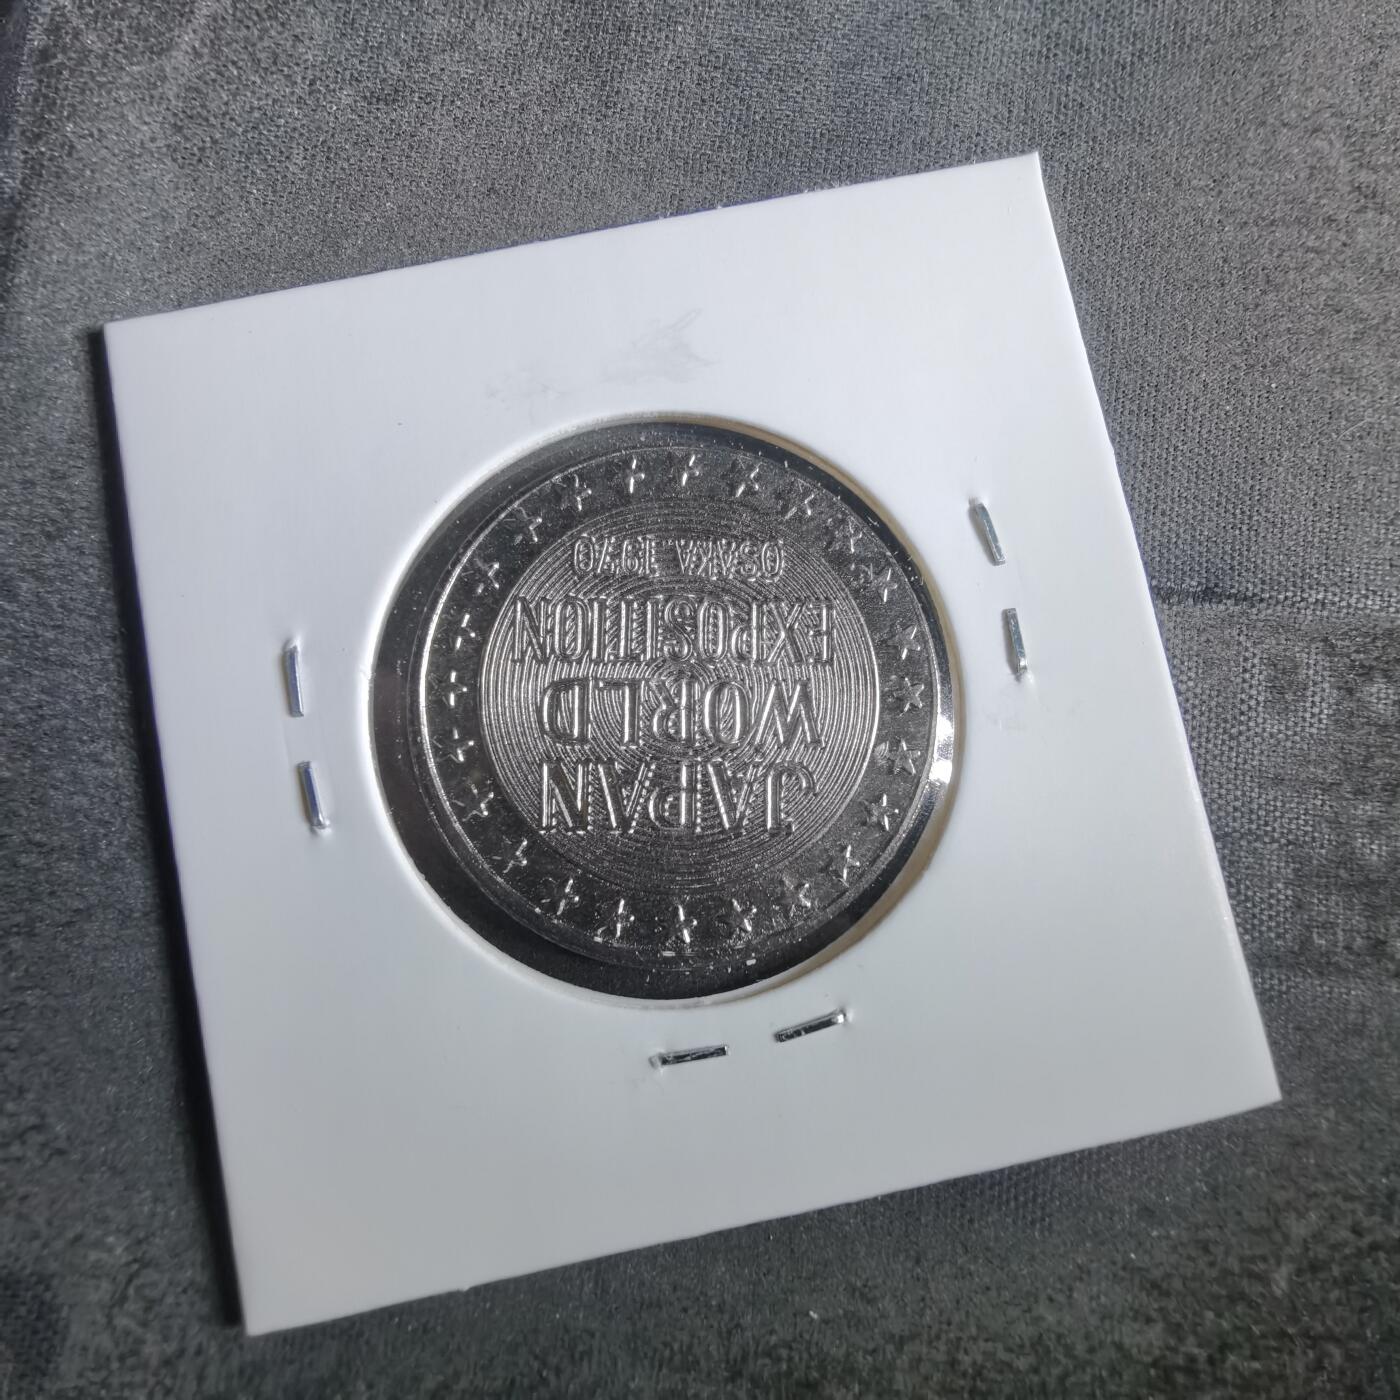 JAPAN
WORLD
EXPOSITION
OSAKA 1970